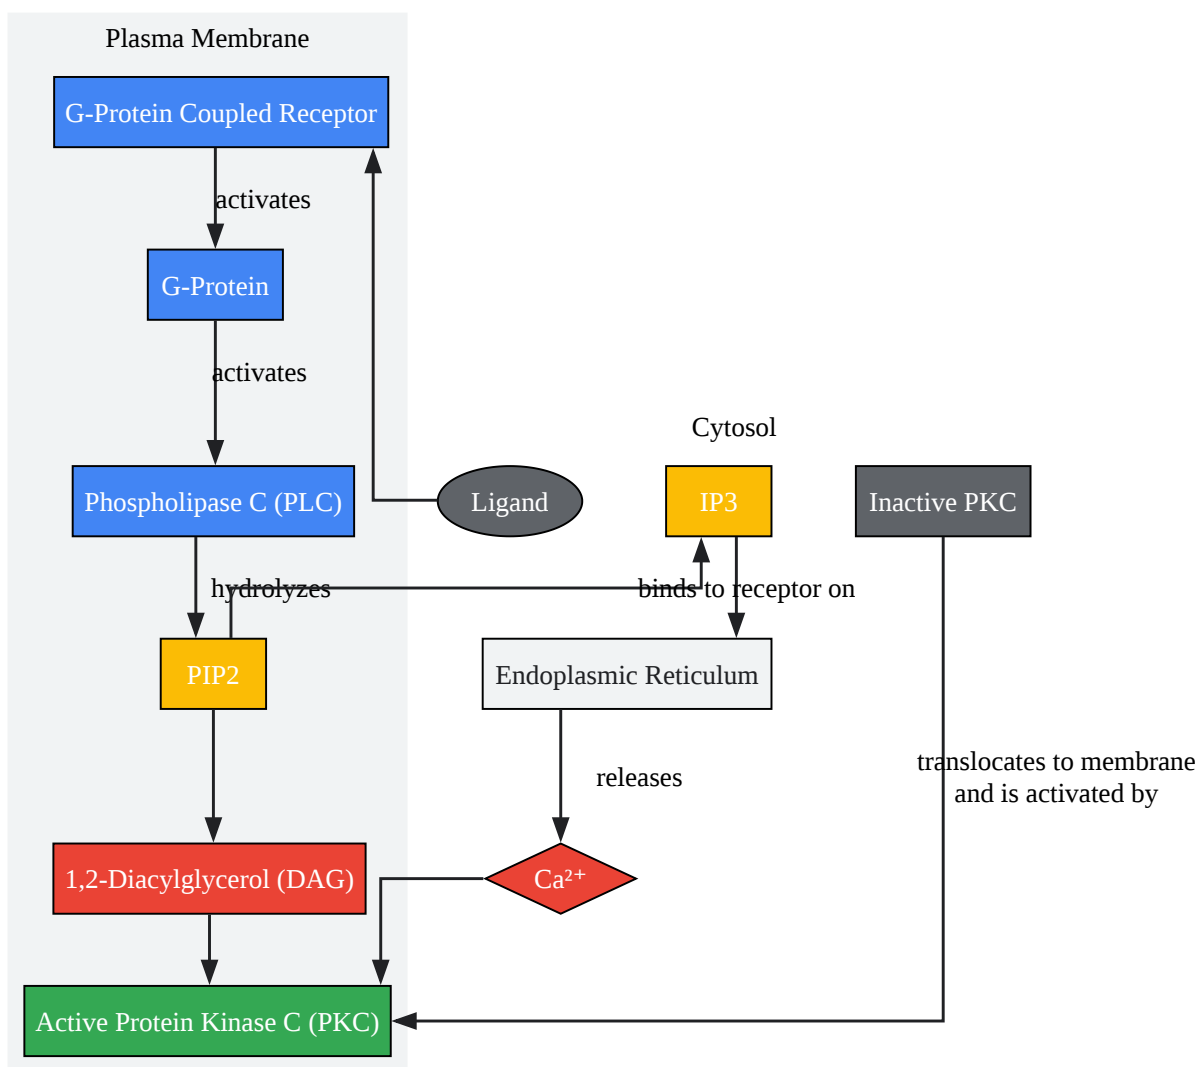 Plasma Membrane
G-Protein Coupled Receptor
activates
G-Protein
activates
Cytosol
Phospholipase C (PLC)
Ligand
IP3
Inactive PKC
hydrolyzes
binds to receptor on
PIP2
Endoplasmic Reticulum
translocates to membrane
and is activated by
releases
1,2-Diacylglycerol (DAG)
Ca²⁺
Active Protein Kinase C (PKC)